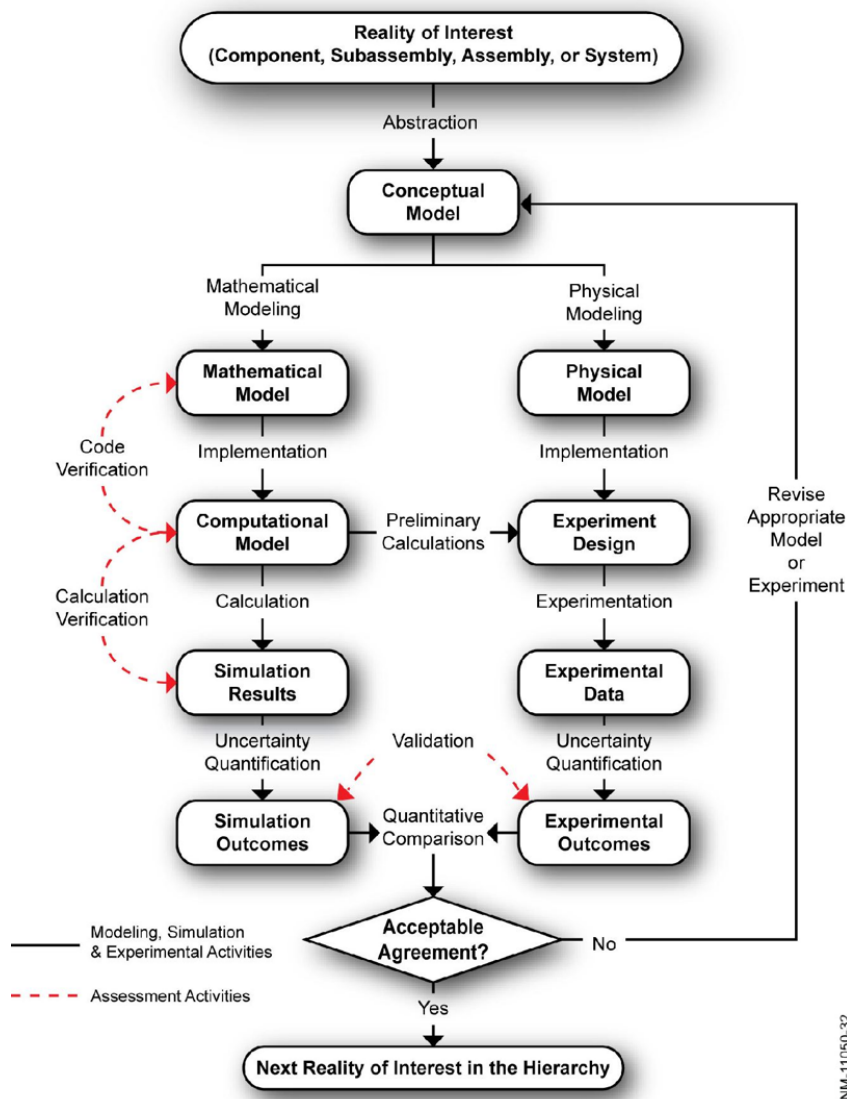 Reality of Interest
(Component, Subassembly, Assembly, or System)
Abstraction
Conceptual
Model
Mathematical
Modeling
Physical
Modeling
Mathematical
Model
Physical
Model
Code
Verification
Implementation
Implementation
Computational
Model
Preliminary
Calculations
Experiment
Design
Revise
Appropriate
Model
or
Experiment
Calculation
Verification
Calculation
Experimentation
Simulation
Results
Experimental
Data
Uncertainty
Quantification
Validation
Uncertainty
Quantification
Simulation
Outcomes
Quantitative
Comparison
Experimental
Outcomes
Acceptable
Agreement?
No
Modeling, Simulation
& Experimental Activities
Assessment Activities
Yes
Next Reality of Interest in the Hierarchy
NM-11050-32